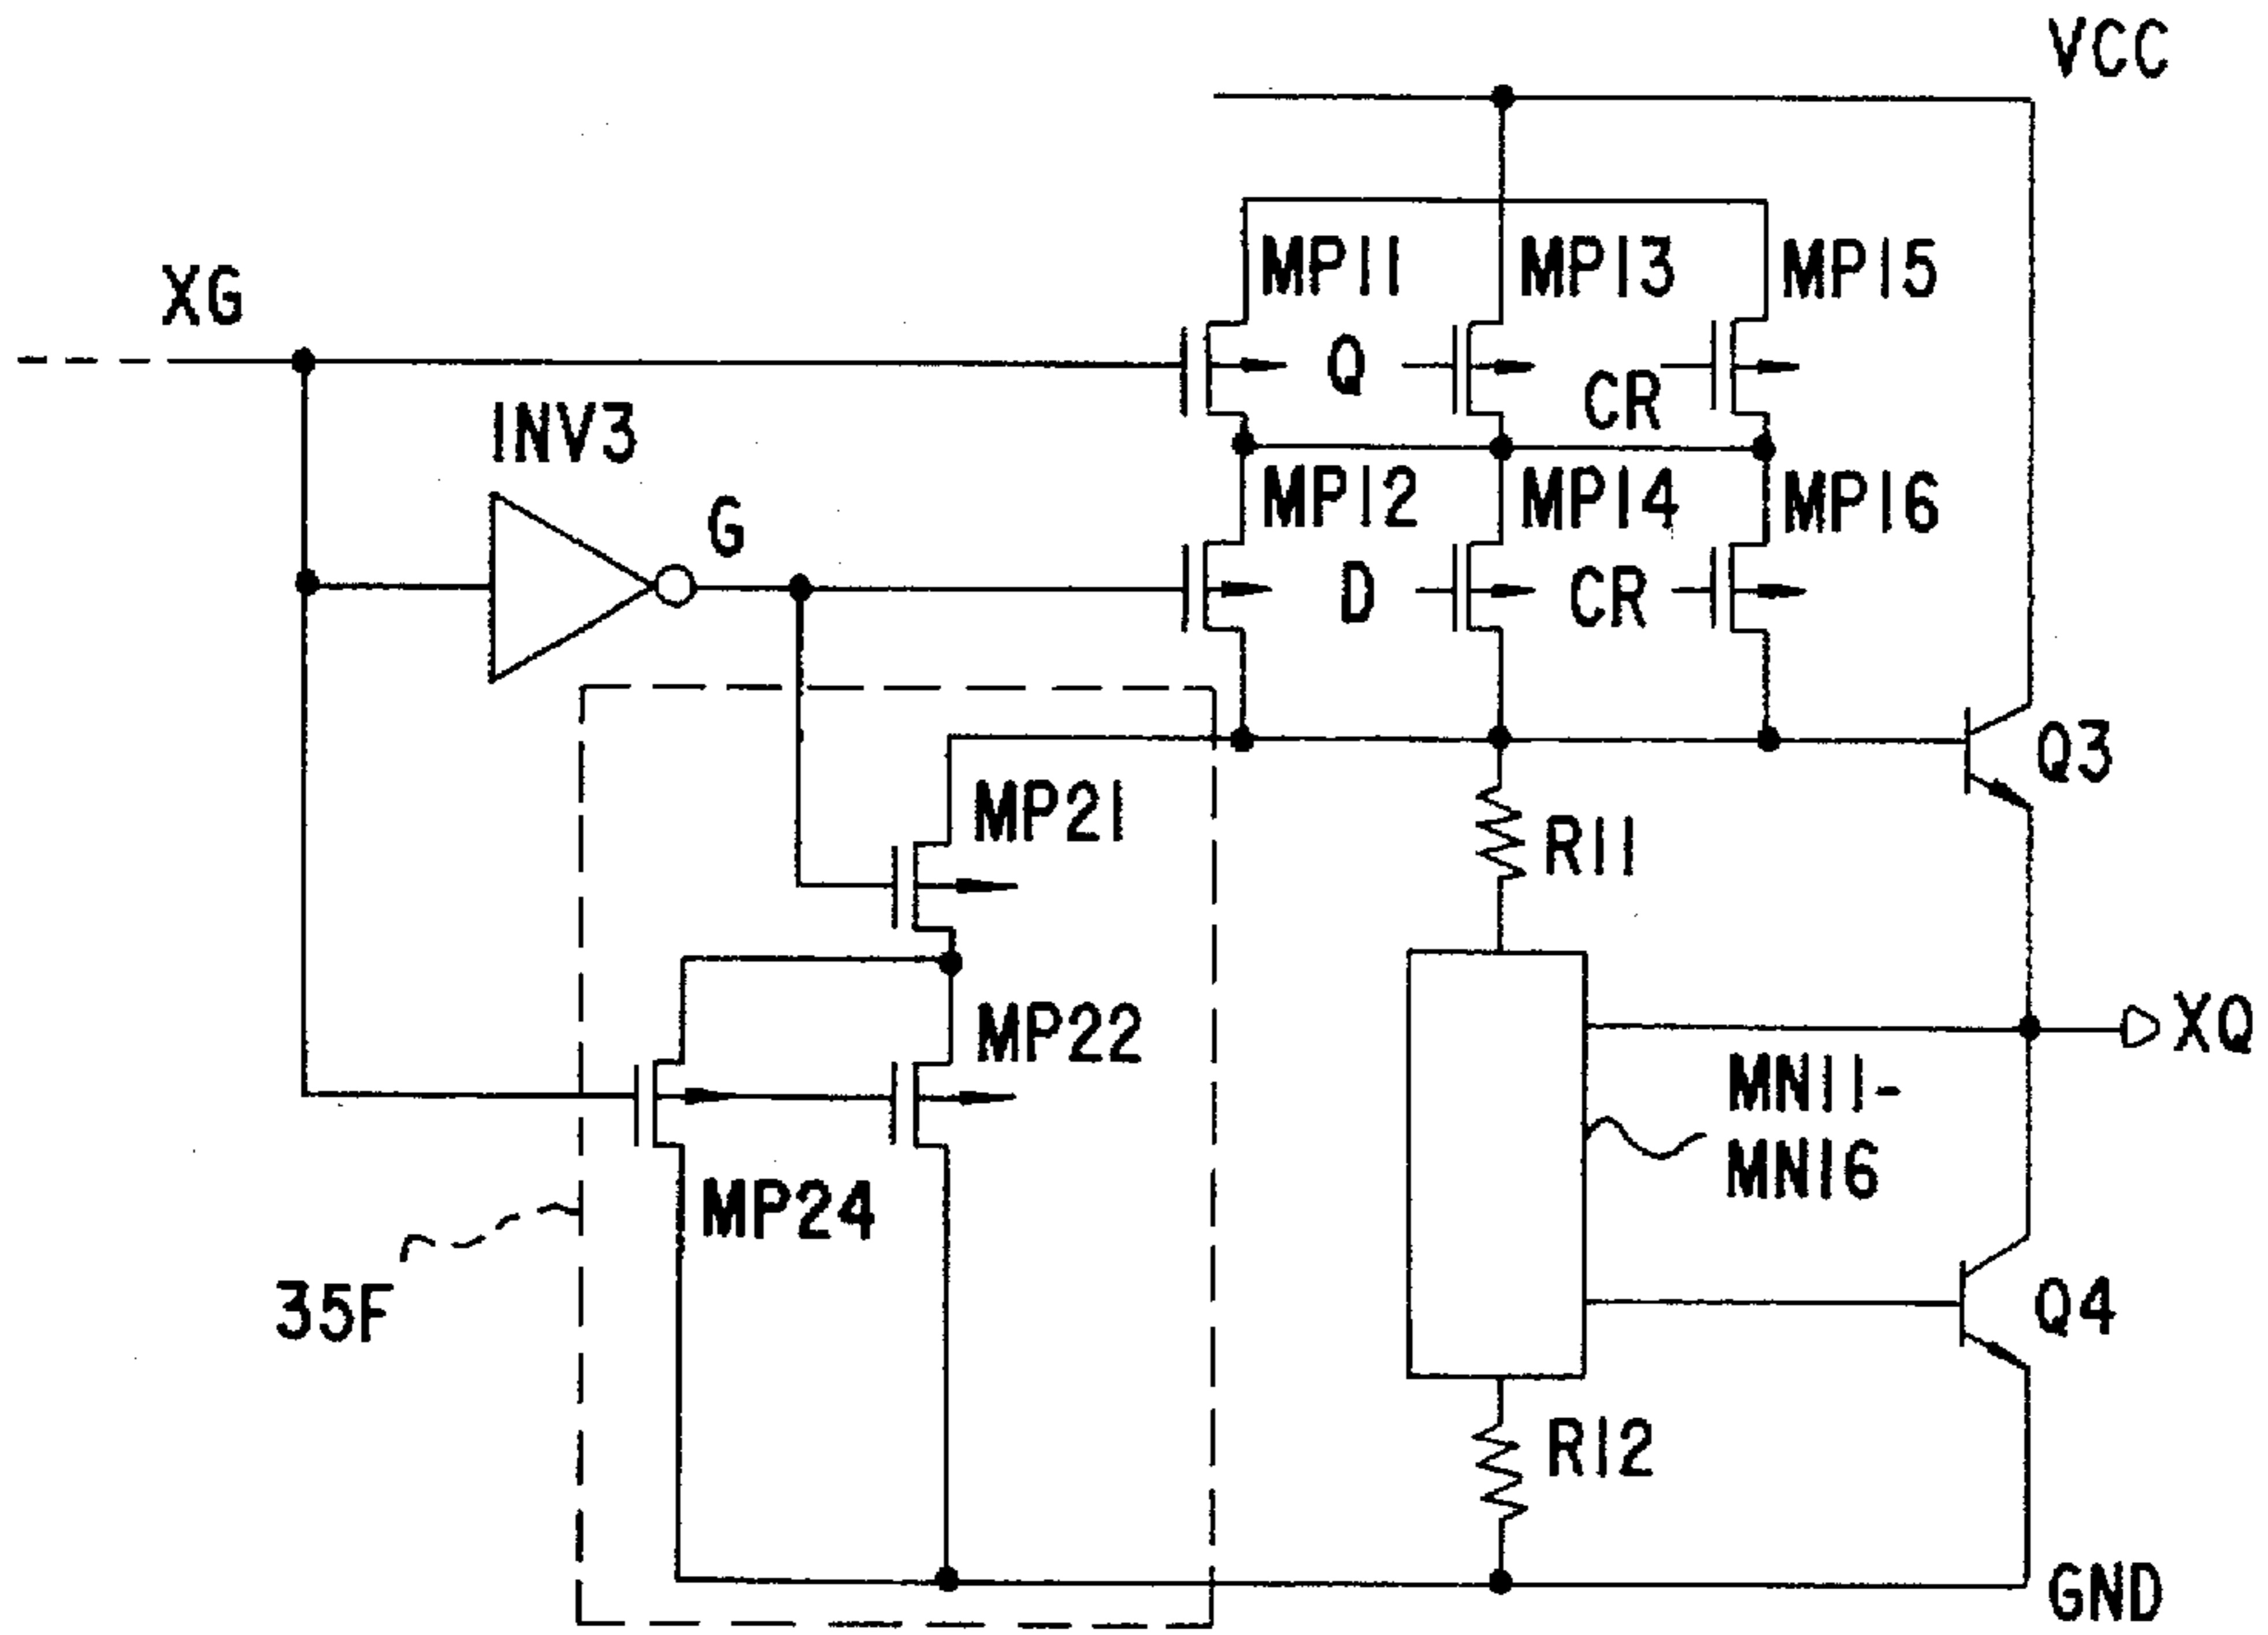 VCC
XG
MP11
MP13
MP15
Q
CR
INV3
G
MP12
MP14
MP16
D
CR
Q3
MP21
R11
MP22
XQ
MN11-
MN16
MP24
35F
Q4
R12
GND